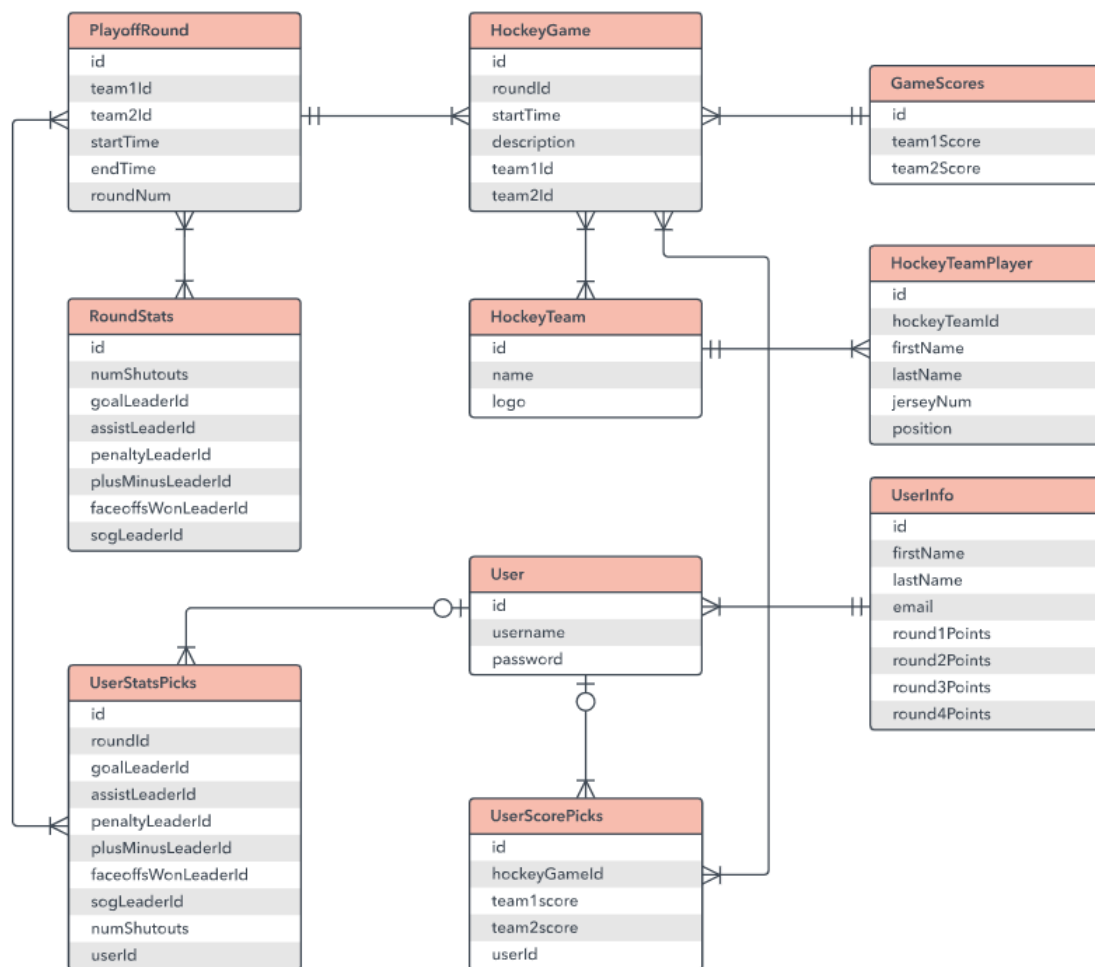 PlayoffRound
id
team1Id
team2Id
startTime
endTime
roundNum
HockeyGame
id
roundId
startTime
description
team1Id
team2Id
GameScores
id
team1Score
team2Score
RoundStats
id
numShutouts
goalLeaderId
assistLeaderId
penaltyLeaderId
plusMinusLeaderId
faceoffsWonLeaderId
sogLeaderId
HockeyTeam
id
name
logo
HockeyTeamPlayer
id
hockeyTeamId
firstName
lastName
jerseyNum
position
User
id
username
password
UserInfo
id
firstName
lastName
email
round1Points
round2Points
round3Points
round4Points
UserStatsPicks
id
roundId
goalLeaderId
assistLeaderId
penaltyLeaderId
plusMinusLeaderId
faceoffsWonLeaderId
sogLeaderId
numShutouts
userId
UserScorePicks
id
hockeyGameId
team1score
team2score
userId